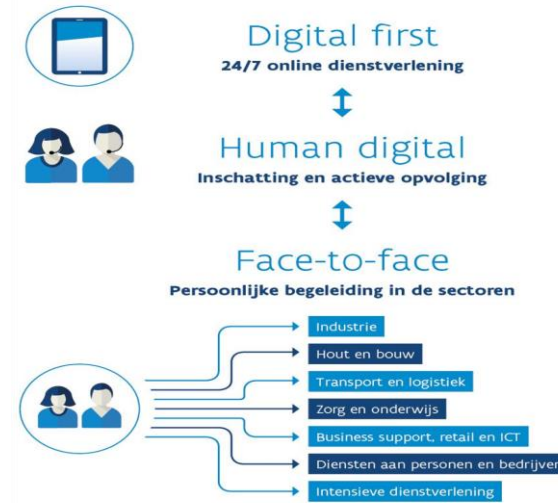 Digital first
24/7 online dienstverlening
Human digital
Inschatting en actieve opvolging
Face-to-face
Persoonlijke begeleiding in de sectoren
Industrie
Hout en bouw
Transport en logistiek
Zorg en onderwijs
Business support, retail en ICT
Diensten aan personen en bedrijven
Intensieve dienstverlening